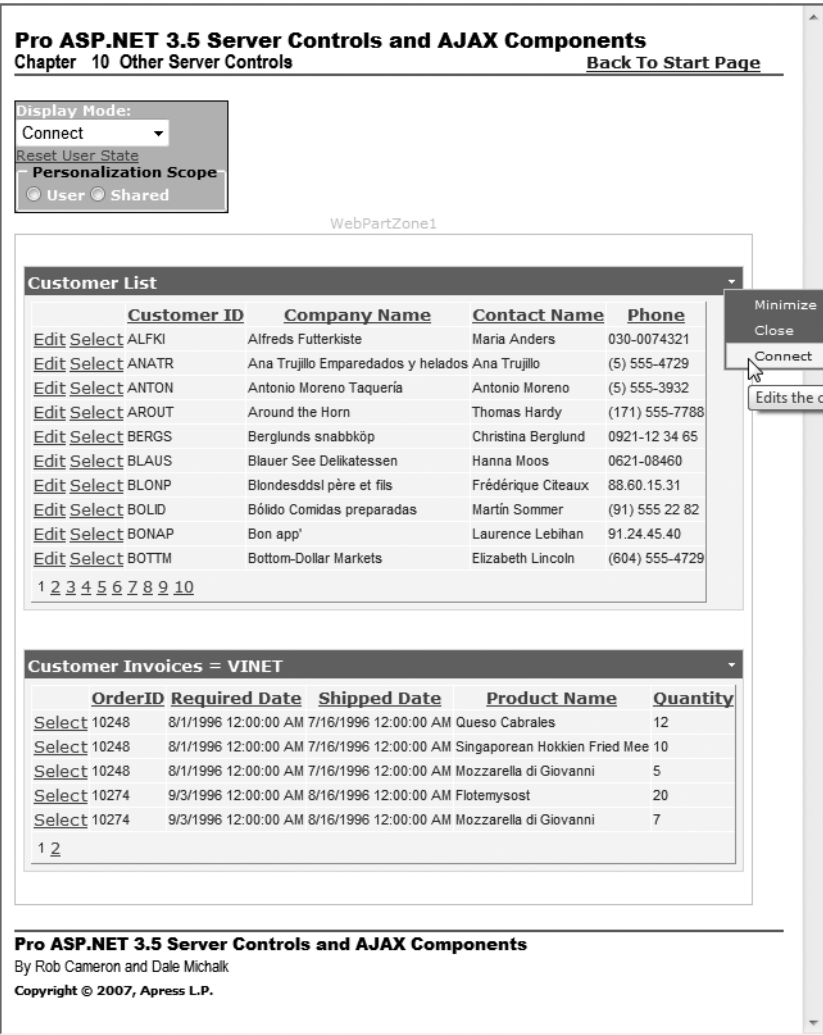 Pro ASP.NET 3.5 Server Controls and AJAX Components
Chapter 10 Other Server Controls Back To Start Page
Display Mode:
Connect
Reset User State
Personalization Scope
User Shared
WebPartZone1
Customer List
Minimize
Close
Connect
Edits the c
Customer ID Company Name Contact Name Phone
Edit Select ALFKI Alfreds Futterkiste Maria Anders 030-0074321
Edit Select ANATR Ana Trujillo Emparedados y helados Ana Trujillo (5) 555-4729
Edit Select ANTON Antonio Moreno Taquería Antonio Moreno (5) 555-3932
Edit Select AROUT Around the Horn Thomas Hardy (171) 555-7788
Edit Select BERGS Berglunds snabbköp Christina Berglund 0921-12 34 65
Edit Select BLAUS Blauer See Delikatessen Hanna Moos 0621-08460
Edit Select BLONP Blondesddsl père et fils Frédérique Citeaux 88.60.15.31
Edit Select BOLID Bólido Comidas preparadas Martín Sommer (91) 555 22 82
Edit Select BONAP Bon app' Laurence Lebihan 91.24.45.40
Edit Select BOTTM Bottom-Dollar Markets Elizabeth Lincoln (604) 555-4729
1 2 3 4 5 6 7 8 9 10
Customer Invoices = VINET
OrderID Required Date Shipped Date Product Name Quantity
Select 10248 8/1/1996 12:00:00 AM 7/16/1996 12:00:00 AM Queso Cabrales 12
Select 10248 8/1/1996 12:00:00 AM 7/16/1996 12:00:00 AM Singaporean Hokkien Fried Mee 10
Select 10248 8/1/1996 12:00:00 AM 7/16/1996 12:00:00 AM Mozzarella di Giovanni 5
Select 10274 9/3/1996 12:00:00 AM 8/16/1996 12:00:00 AM Flotemysost 20
Select 10274 9/3/1996 12:00:00 AM 8/16/1996 12:00:00 AM Mozzarella di Giovanni 7
1 2
Pro ASP.NET 3.5 Server Controls and AJAX Components
By Rob Cameron and Dale Michalk
Copyright © 2007, Apress L.P.